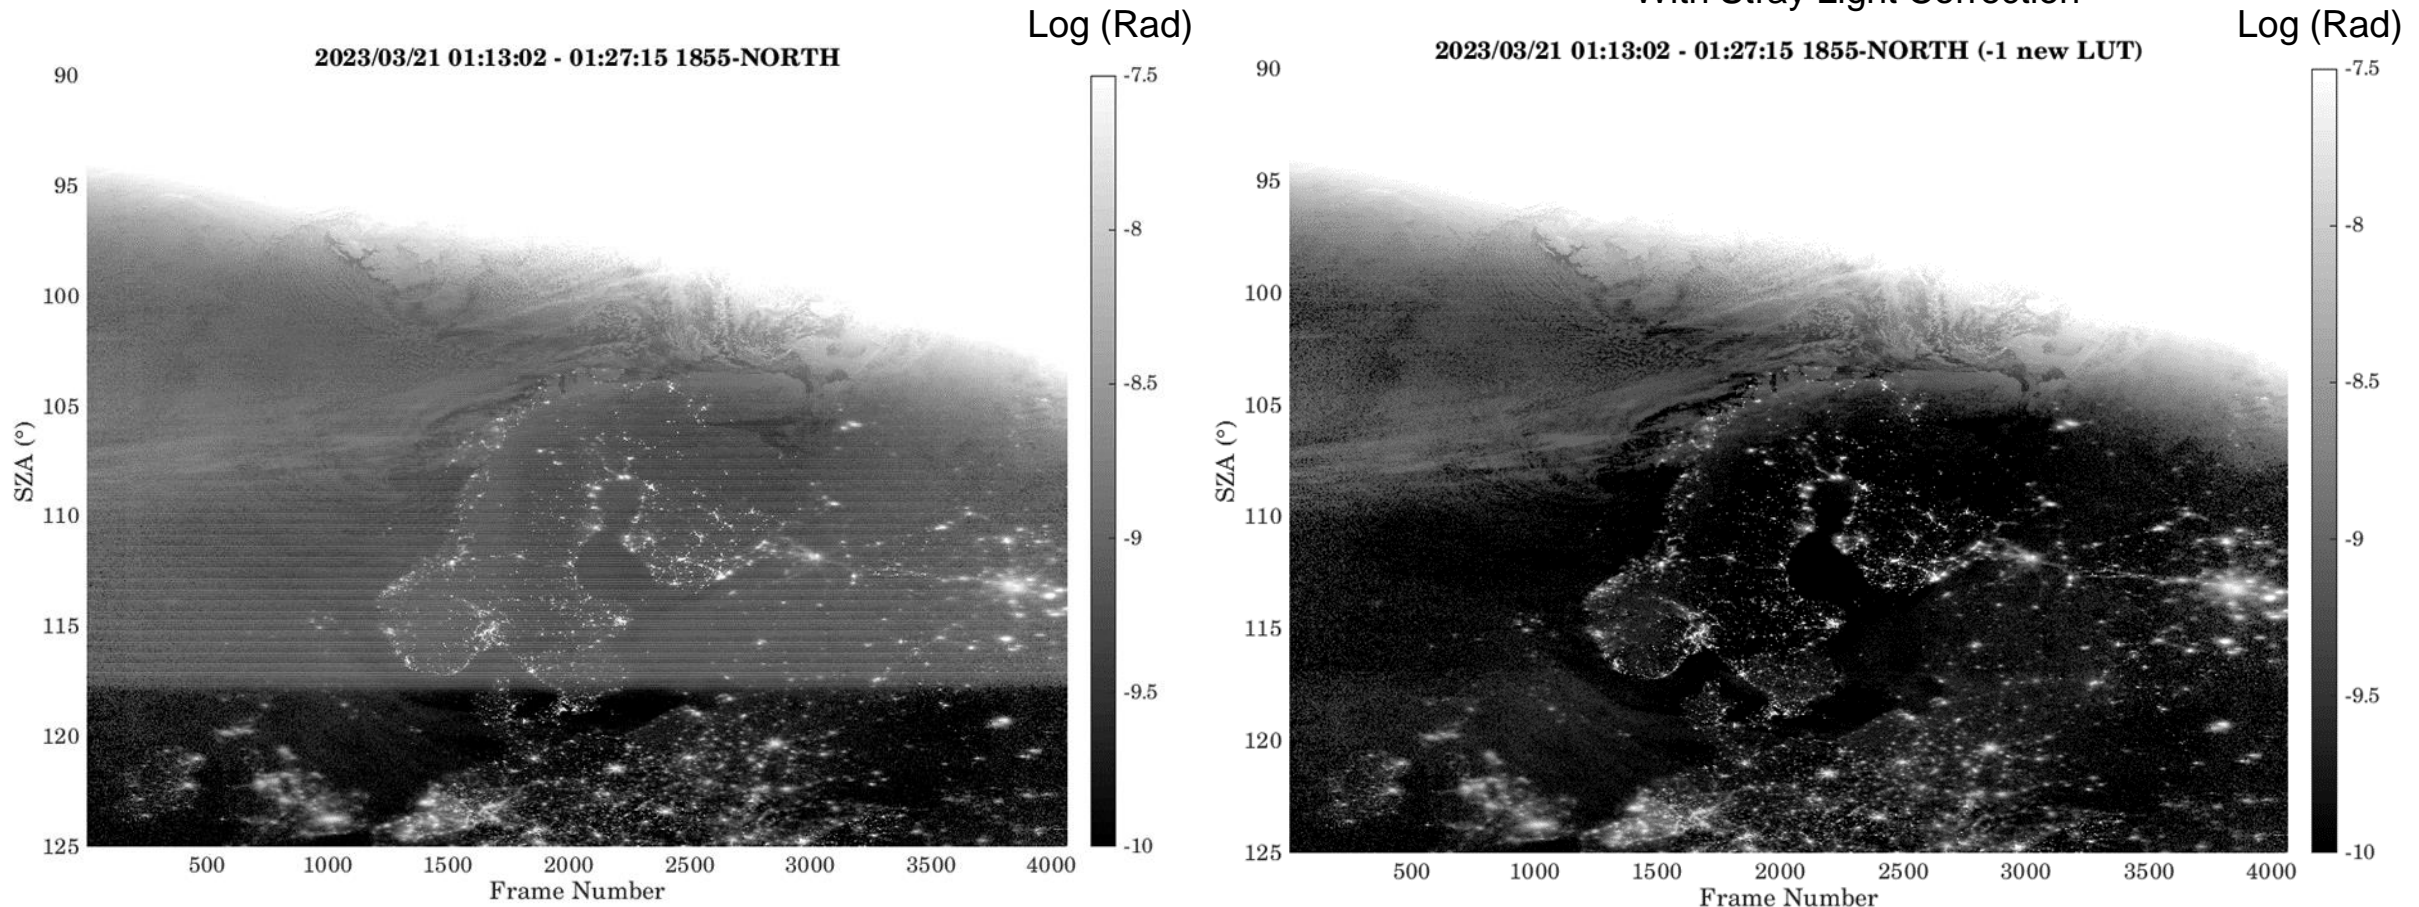 Log (Rad)
2023/03/21 01:13:02 - 01:27:15 1855-NORTH
90
95
100
105
110
115
120
125
SZA (°)
500 1000 1500 2000 2500 3000 3500 4000
Frame Number
-7.5
-8
-8.5
-9
-9.5
-10
With Stray Light Correction
Log (Rad)
2023/03/21 01:13:02 - 01:27:15 1855-NORTH (-1 new LUT)
90
95
100
105
110
115
120
125
SZA (°)
500 1000 1500 2000 2500 3000 3500 4000
Frame Number
-7.5
-8
-8.5
-9
-9.5
-10